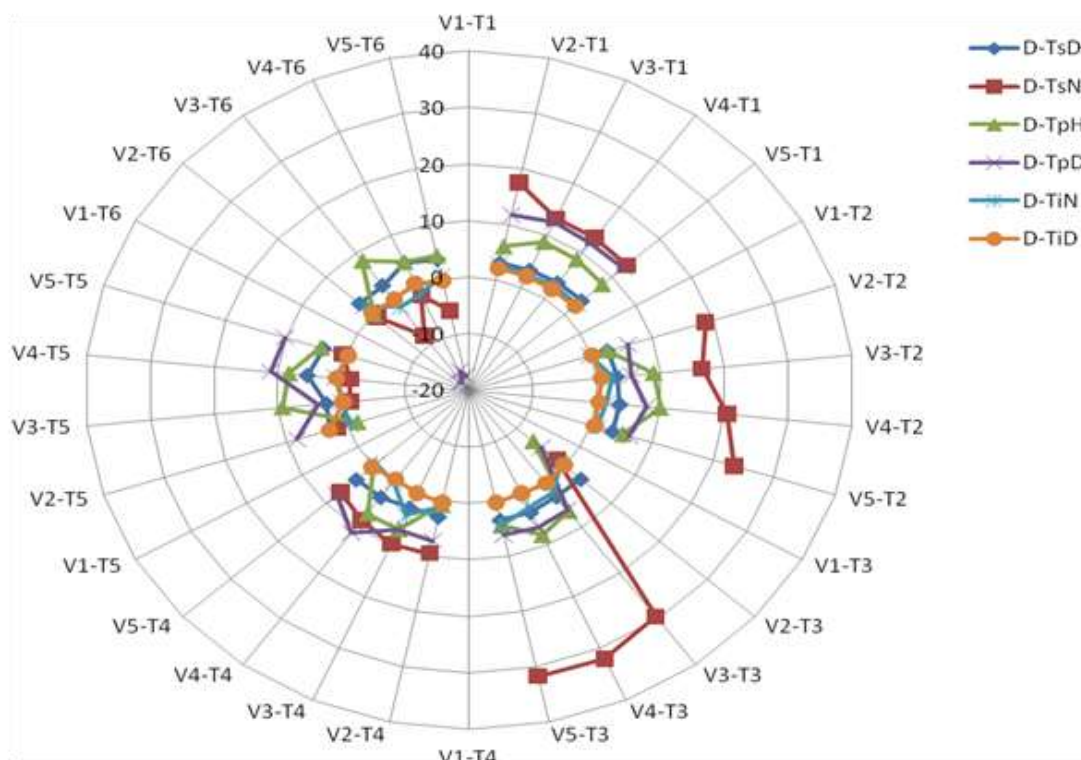 V1-T1
V2-T1
V3-T1
V4-T1
V5-T1
V1-T2
V2-T2
V3-T2
V4-T2
V5-T2
V1-T3
V2-T3
V3-T3
V4-T3
V5-T3
V1-T4
V2-T4
V3-T4
V4-T4
V5-T4
V1-T5
V2-T5
V3-T5
V4-T5
V5-T5
V1-T6
V2-T6
V3-T6
V4-T6
V5-T6
40
30
20
10
0
-10
-20
D-TsD
D-TsN
D-TpH
D-TpD
D-TiN
D-TiD